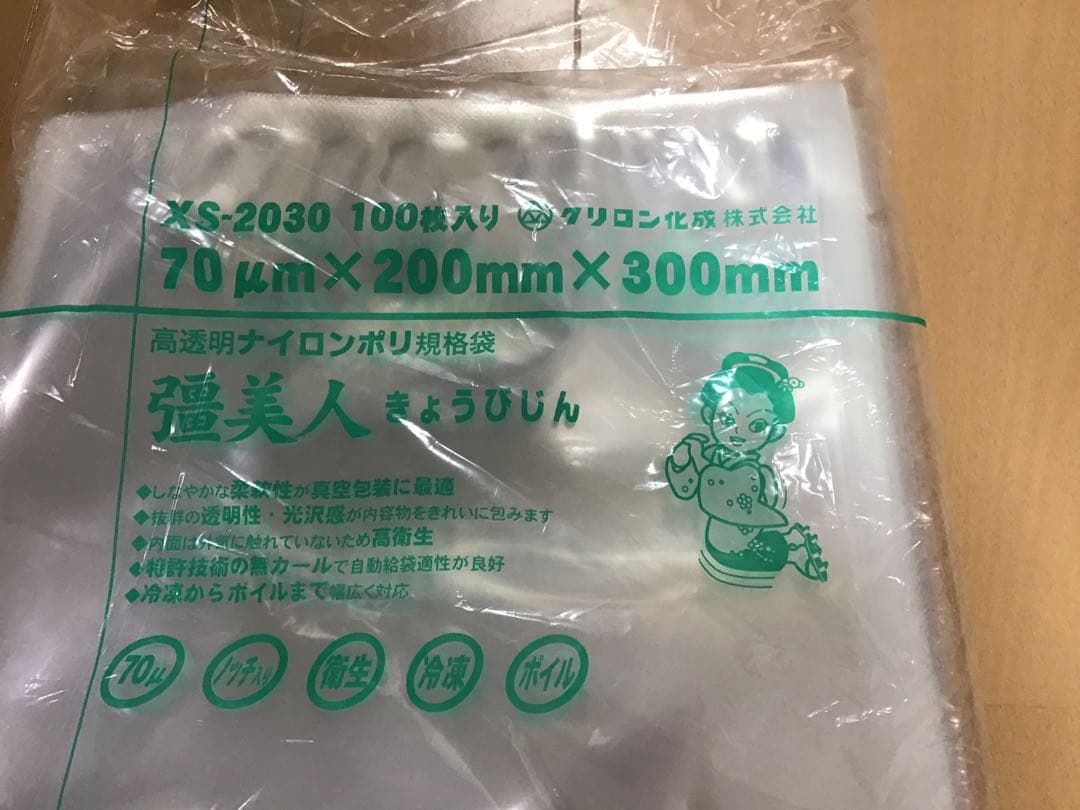 XS-2030 100枚入り クリロン化成株式会社
70μm×200mm×300mm
高透明ナイロンポリ規格袋
彊美人 きょうびじん
◆しなやかな柔軟性が真空包装に最適
◆抜群の透明性・光沢感が内容物をきれいに包みます
◆内面は外気に触れていないため高衛生
◆特許技術の無カールで自動給袋適性が良好
◆冷凍からボイルまで幅広く対応
70μ ノッチ入り 衛生 冷凍 ボイル